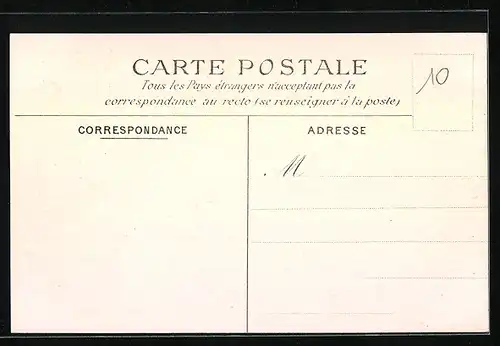 CARTE POSTALE
Tous les Pays étrangers n'acceptant pas la
correspondance au recto (se renseigner à la poste)
10
CORRESPONDANCE
ADRESSE
M